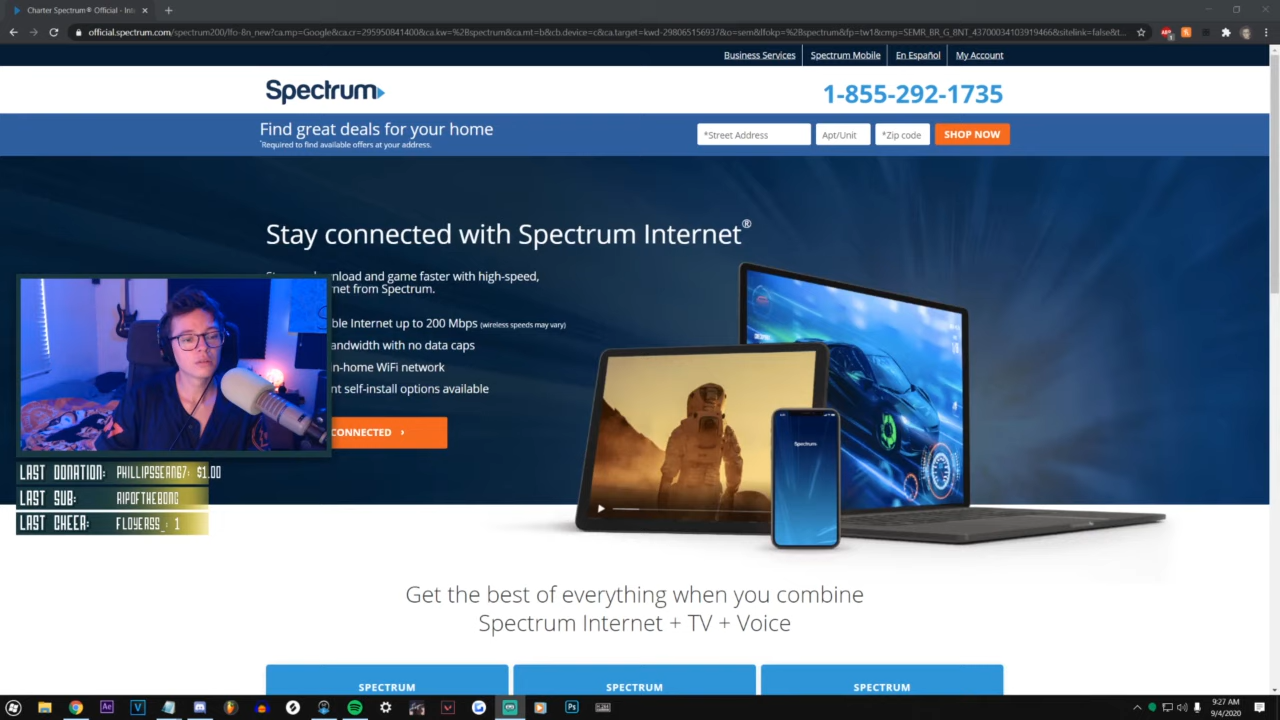 Charter Spectrum® Official - Int
official.spectrum.com/spectrum200/lfo-8n_new?ca.mp=Google&ca.cr=295950841400&ca.kw=%28spectrum&ca.mt=b&cb.device=c&ca.target=kwd-298065156937&o=sem&lfokp=%28spectrum&fp=tw1&cmp=SEMR_BR_G_BNT_43700034103919466&sitelink=false&t...
Business Services
Spectrum Mobile
En Español
My Account
Spectrum
1-855-292-1735
Find great deals for your home
*Required to find available offers at your address.
*Street Address
Apt/Unit
*Zip code
SHOP NOW
Stay connected with Spectrum Internet®
nload and game faster with high-speed,
net from Spectrum.
ble Internet up to 200 Mbps (wireless speeds may vary)
andwidth with no data caps
n-home WiFi network
nt self-install options available
CONNECTED ›
Spectrum
LAST DONATION: PHILLIPSSEAN67: $1.00
LAST SUB: RIPOFTHEBONG
LAST CHEER: FLOYERSS_: 1
Get the best of everything when you combine
Spectrum Internet + TV + Voice
SPECTRUM
SPECTRUM
SPECTRUM
Ae
V
Ps
9:27 AM
9/4/2020